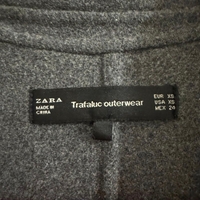 ZARA
MADE IN
CHINA
Trafaluc outerwear
EUR XS
USA XS
MEX 24